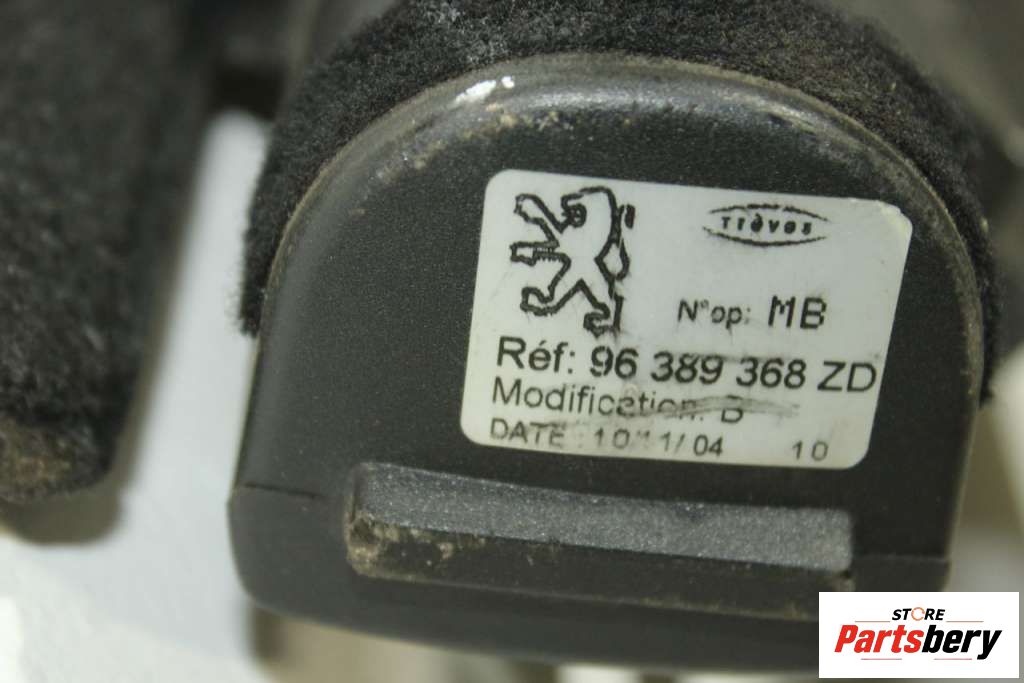 Trèves
N°op: MB
Réf: 96 389 368 ZD
Modification: B
DATE : 10/11/04 10
STORE
Partsbery